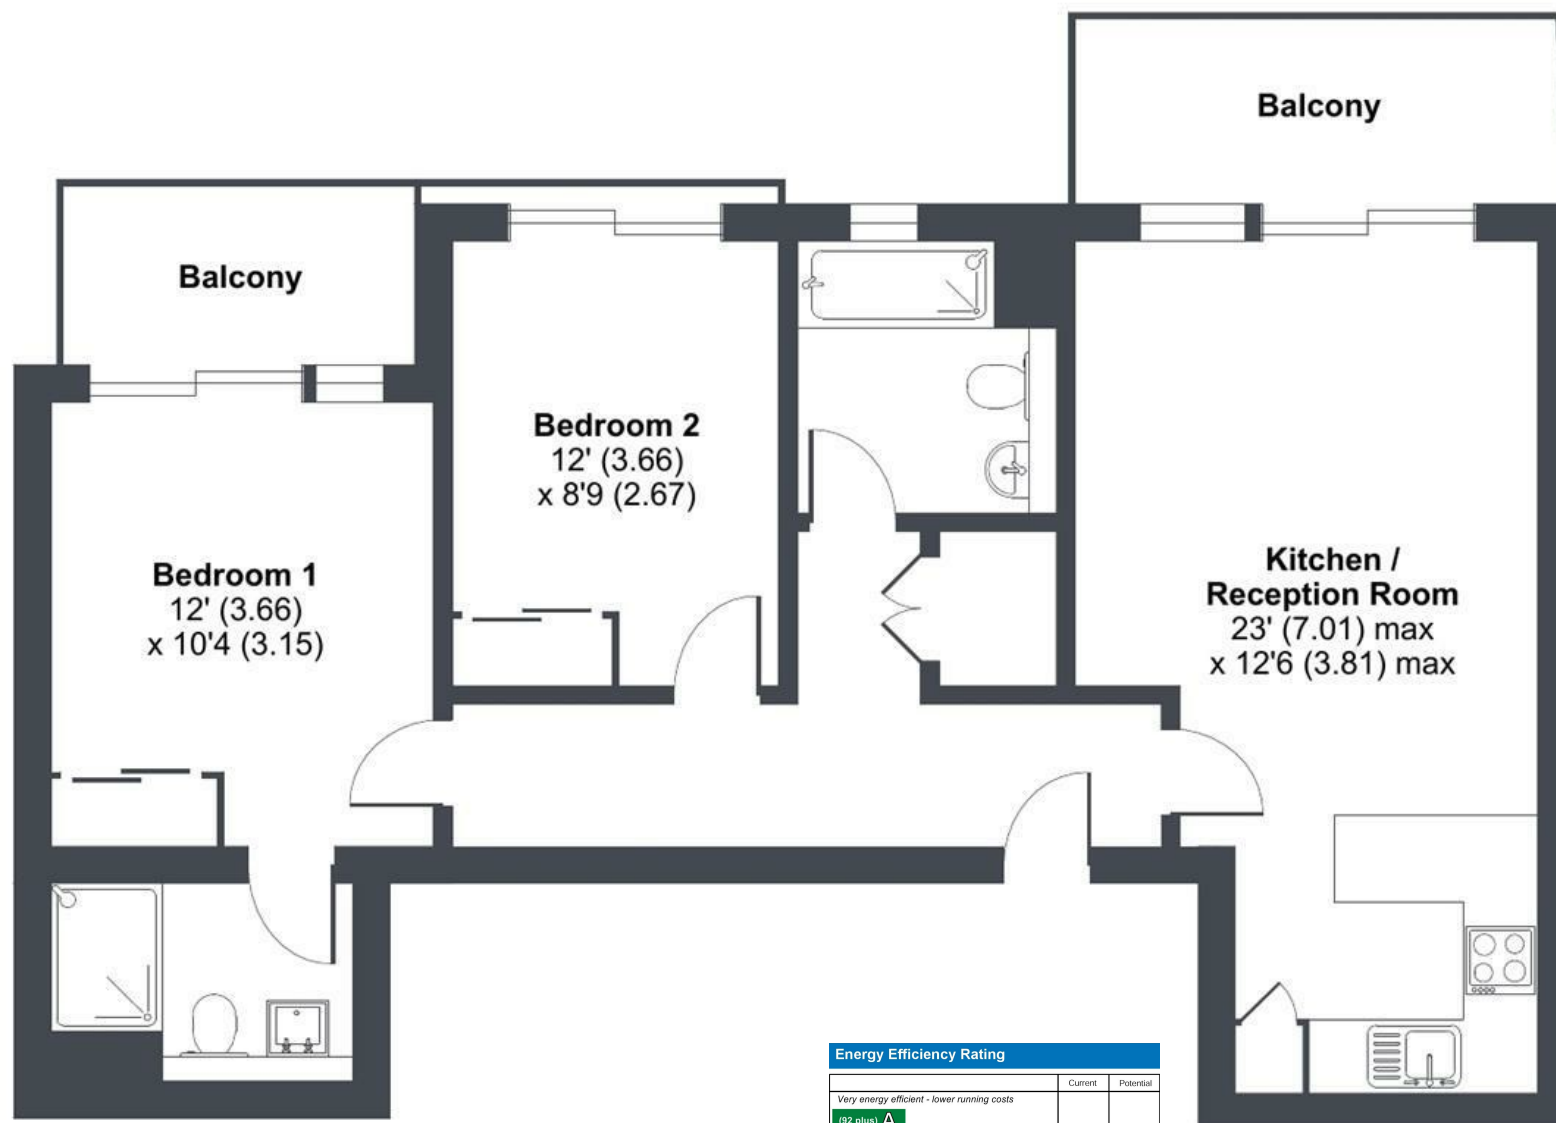 Balcony
Balcony
Bedroom 2
12' (3.66)
x 8'9 (2.67)
Bedroom 1
12' (3.66)
x 10'4 (3.15)
Kitchen /
Reception Room
23' (7.01) max
x 12'6 (3.81) max
Energy Efficiency Rating
Current Potential
Very energy efficient - lower running costs
(92 plus) A